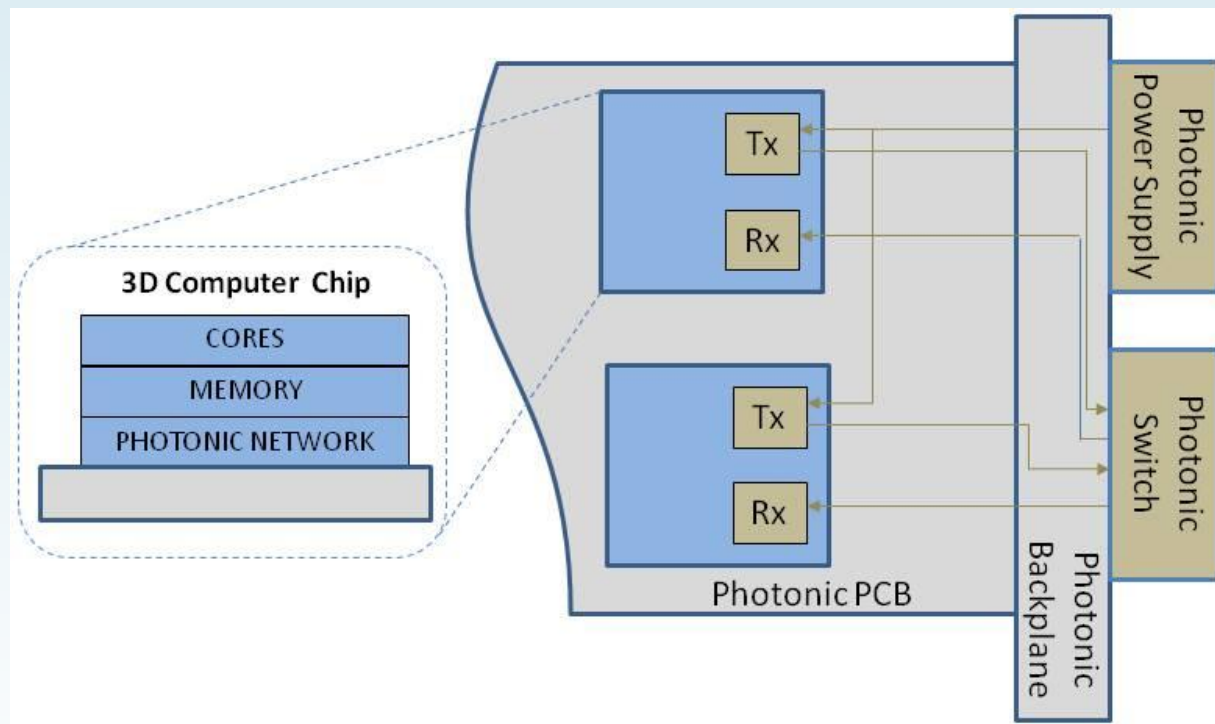 3D Computer Chip
CORES
MEMORY
PHOTONIC NETWORK
Tx
Rx
Tx
Rx
Photonic PCB
Photonic
Backplane
Photonic
Power Supply
Photonic
Switch